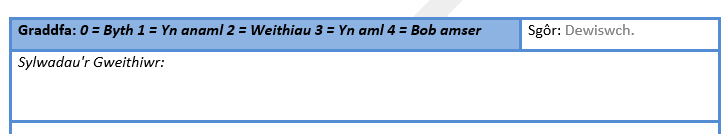 Graddfa: 0 = Byth 1 = Yn anaml 2 = Weithiau 3 = Yn aml 4 = Bob amser Sgôr: Dewiswch.
Sylwadau'r Gweithiwr: